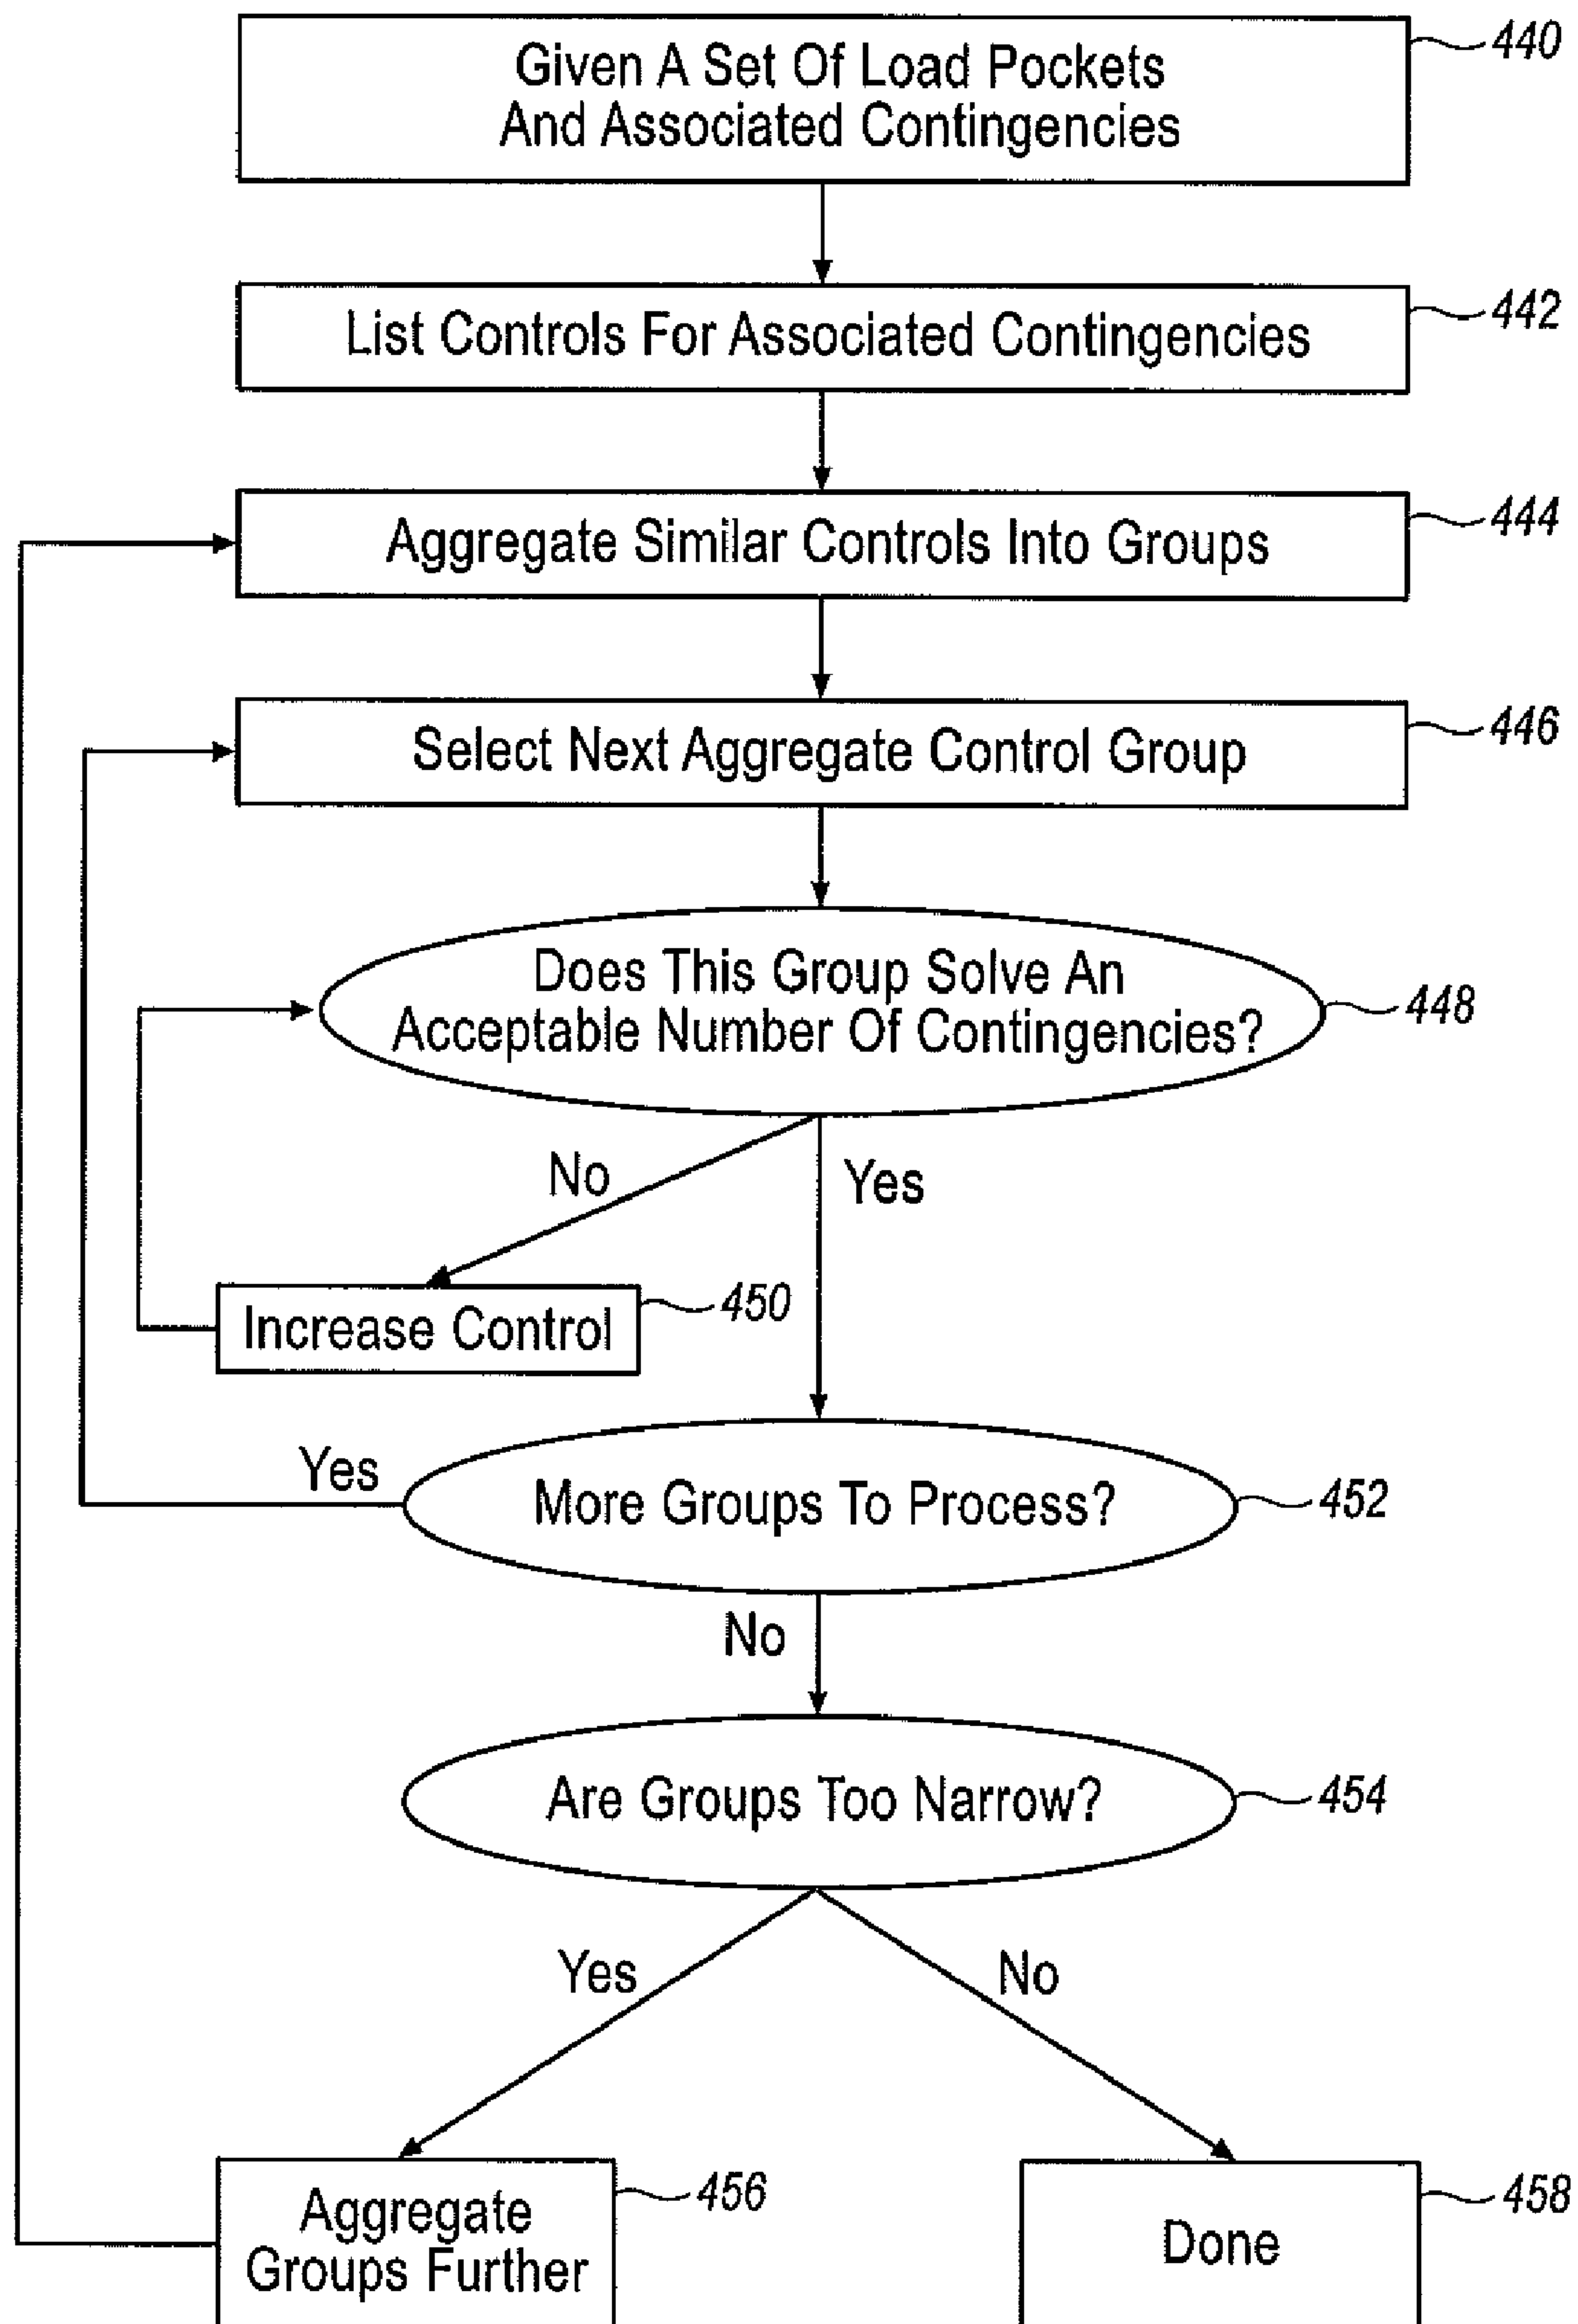 Given A Set Of Load Pockets
And Associated Contingencies
440
List Controls For Associated Contingencies
442
Aggregate Similar Controls Into Groups
444
Select Next Aggregate Control Group
446
Does This Group Solve An
Acceptable Number Of Contingencies?
448
No
Yes
Increase Control
450
Yes
More Groups To Process?
452
No
Are Groups Too Narrow?
454
Yes
No
Aggregate
Groups Further
456
Done
458